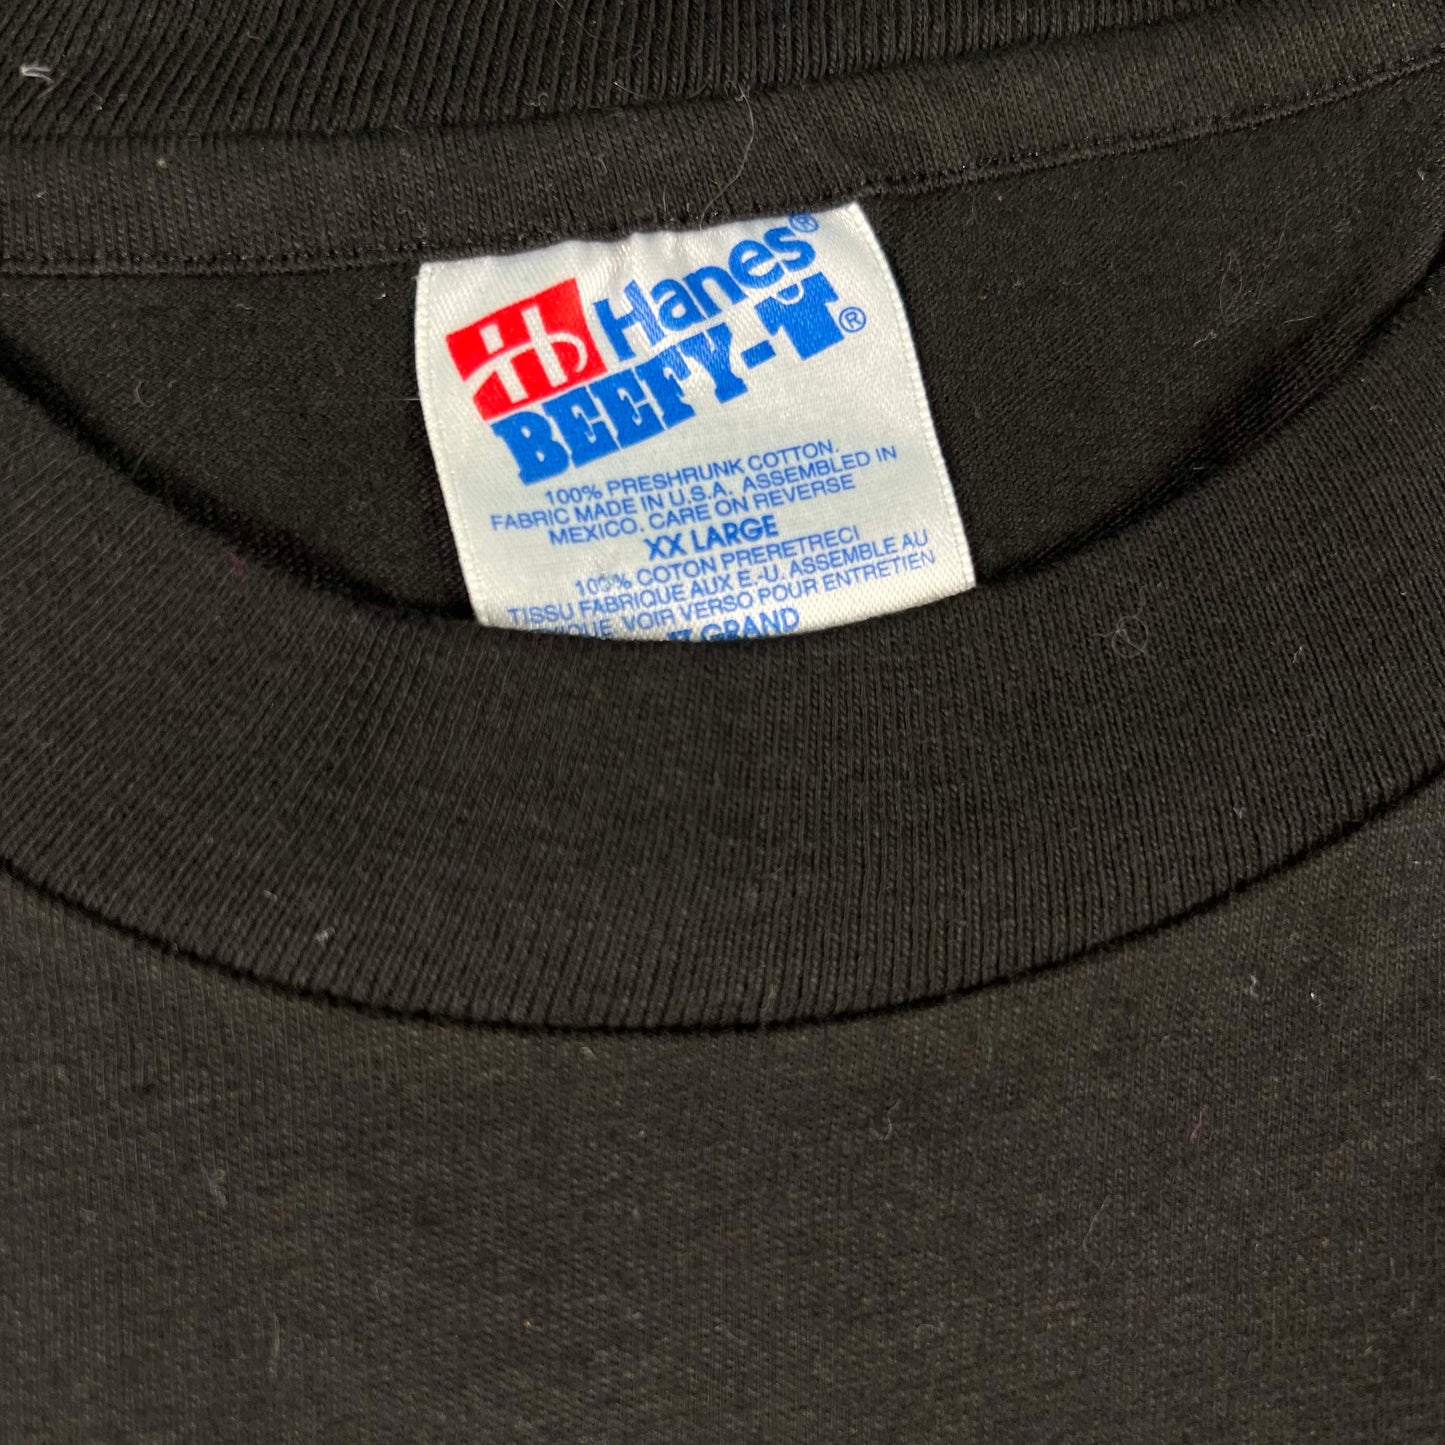 Hanes®
BEEFY-T®
100% PRESHRUNK COTTON.
FABRIC MADE IN U.S.A. ASSEMBLED IN
MEXICO. CARE ON REVERSE
XX LARGE
100% COTON PRERETRECI
TISSU FABRIQUE AUX E.-U. ASSEMBLE AU
VOIR VERSO POUR ENTRETIEN
GRAND